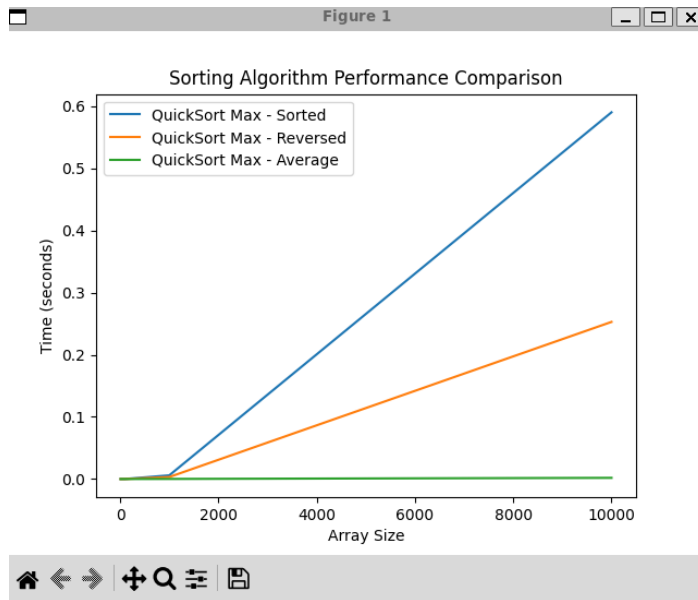 Figure 1
Sorting Algorithm Performance Comparison
QuickSort Max - Sorted
QuickSort Max - Reversed
QuickSort Max - Average
Time (seconds)
0.6
0.5
0.4
0.3
0.2
0.1
0.0
0 2000 4000 6000 8000 10000
Array Size